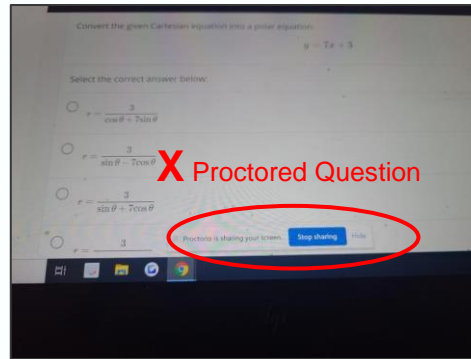 Convert the given Cartesian equation into a polar equation.
y = 7x + 3
Select the correct answer below:
r = 3 / (cos θ + 7 sin θ)
r = 3 / (sin θ − 7 cos θ)
X Proctored Question
r = 3 / (sin θ + 7 cos θ)
r = 3
Proctorio is sharing your screen. Stop sharing Hide